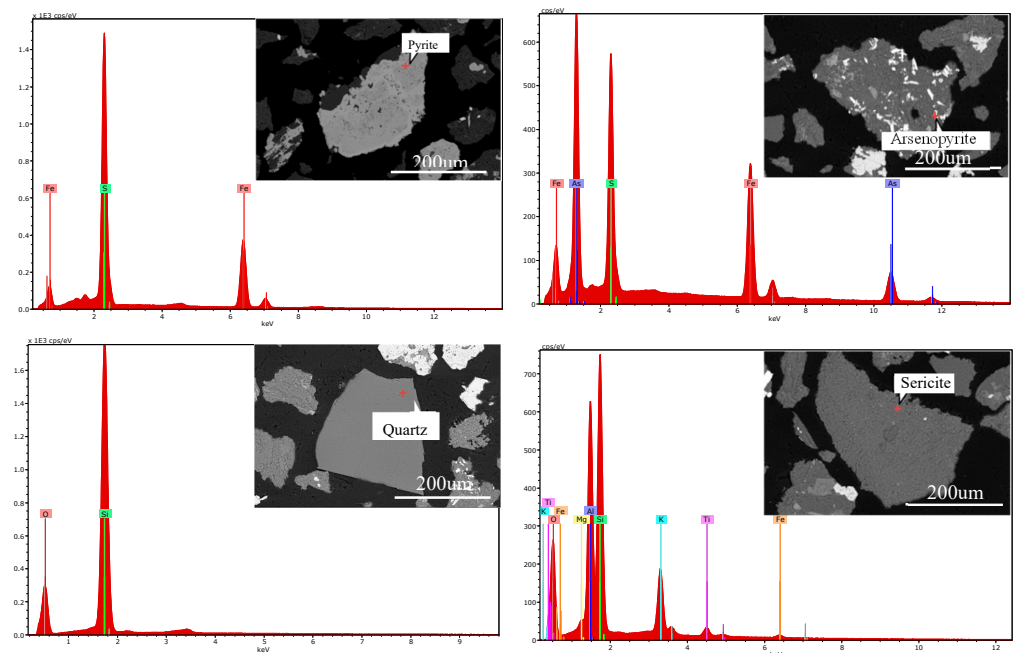 x 1E3 cps/eV
1.6
1.4
1.2
1.0
0.8
0.6
0.4
0.2
0.0
Pyrite
200um
Fe S Fe
2 4 6 8 10 12
keV
cps/eV
600
500
400
300
200
100
0
Arsenopyrite
200um
Fe As S Fe As
2 4 6 8 10 12
keV
x 1E3 cps/eV
1.6
1.4
1.2
1.0
0.8
0.6
0.4
0.2
0.0
Quartz
200um
O Si
1 2 3 4 5 6 7 8 9
keV
cps/eV
700
600
500
400
300
200
100
0
Sericite
200um
Ti
K Fe Al
O Mg Si K Ti Fe
2 4 6 8 10 12